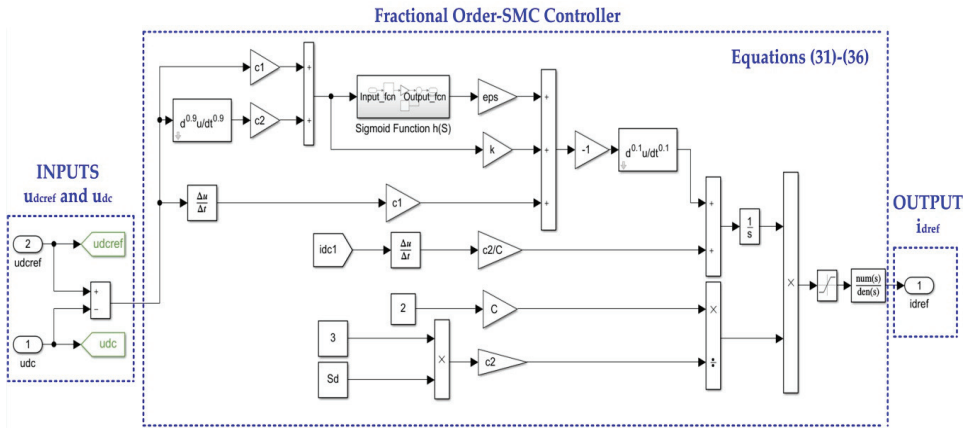 Fractional Order-SMC Controller
Equations (31)-(36)
c1
+
+
d^0.9u/dt^0.9
c2
Input_fcn Output_fcn
Sigmoid Function h(S)
eps
k
+
+
+
-1
d^0.1u/dt^0.1
INPUTS
udcref and udc
2
udcref
udcref
+
−
1
udc
udc
Δu
Δt
c1
idc1
Δu
Δt
c2/C
+
+
1
s
×
2
C
3
Sd
×
c2
×
÷
num(s)
den(s)
OUTPUT
idref
1
idref